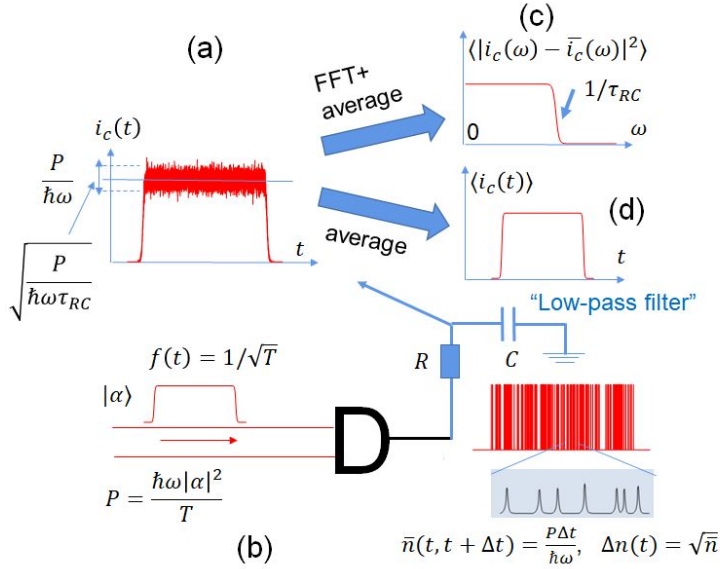 (a)
i_c(t)
P/ħω
√(P/ħωτ_RC)
t
FFT+
average
average
(c)
⟨|i_c(ω) − i̅_c(ω)|²⟩
1/τ_RC
0
ω
⟨i_c(t)⟩
(d)
t
“Low-pass filter”
R
C
f(t) = 1/√T
|α⟩
P = ħω|α|²/T
(b)
n̅(t, t + Δt) = PΔt/ħω, Δn(t) = √n̅